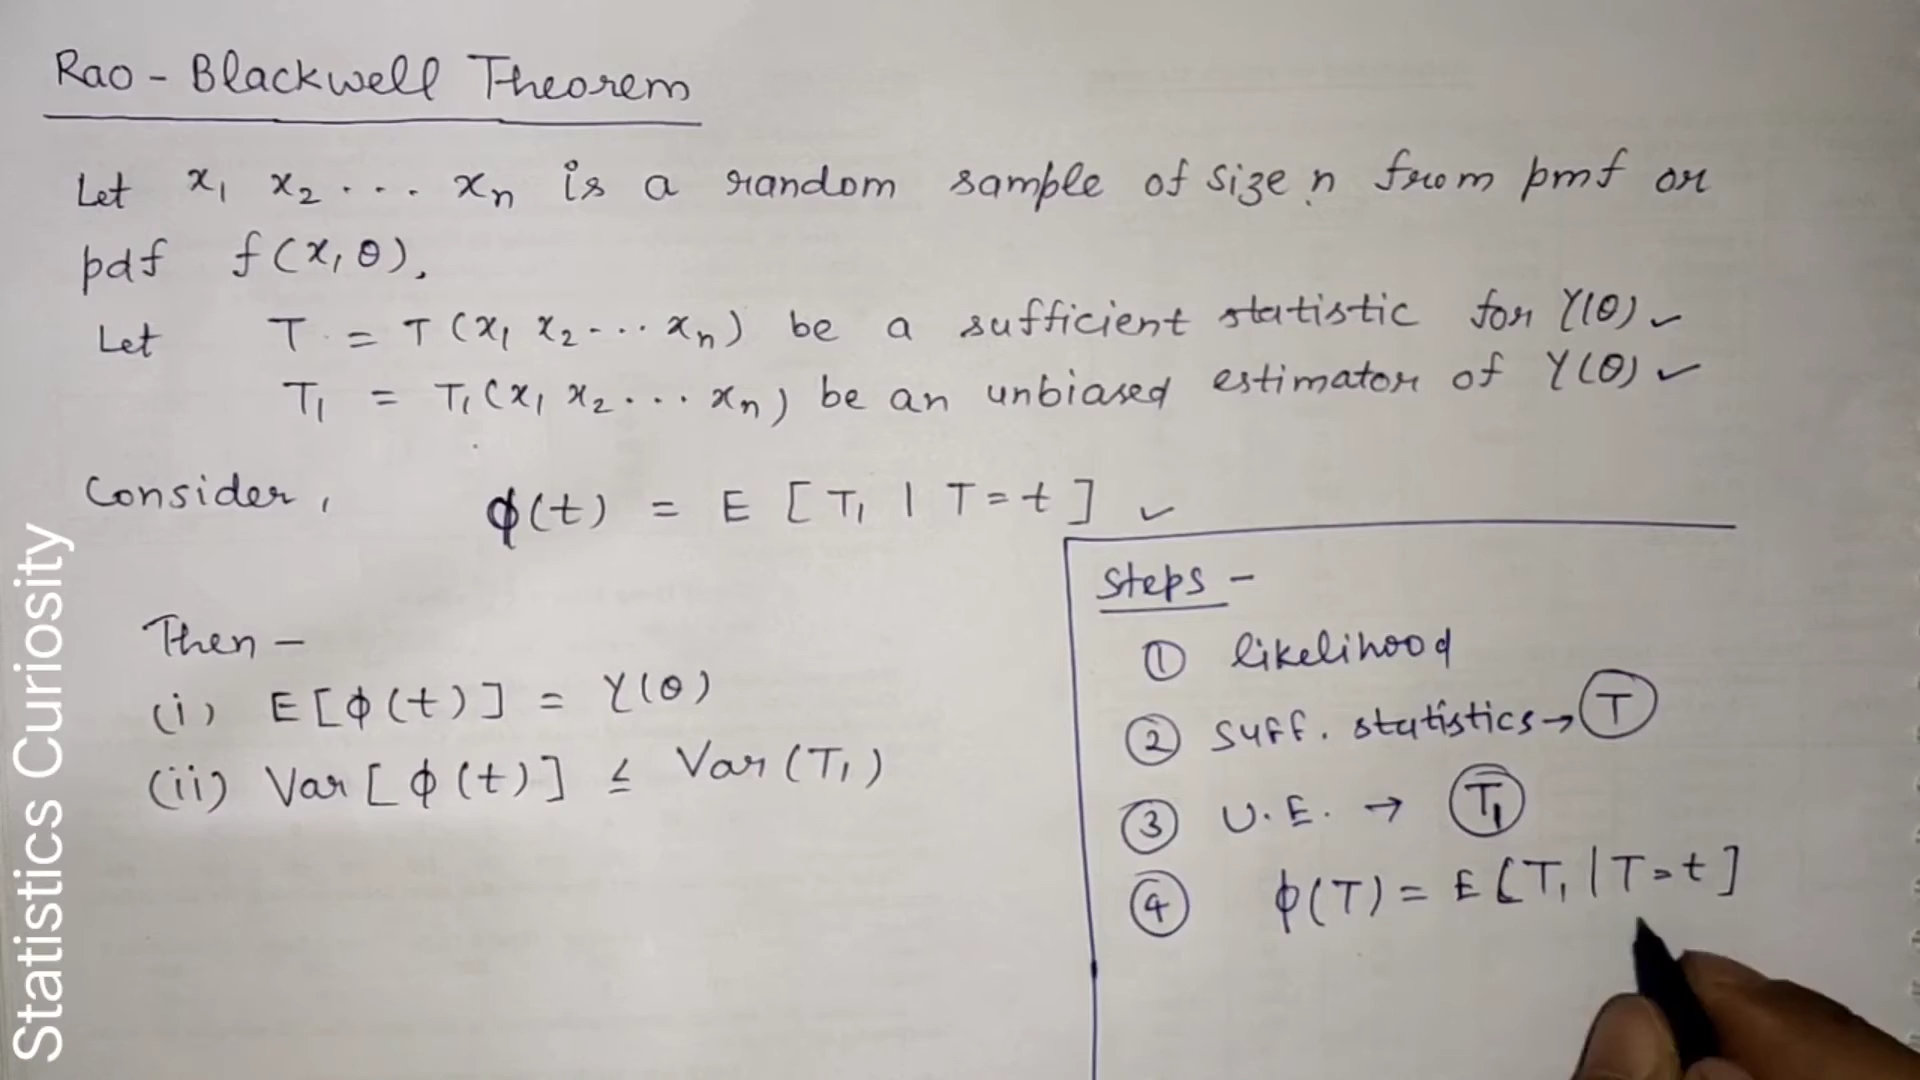 Rao - Blackwell Theorem
Let x₁ x₂ . . . . xₙ is a random sample of size n from pmf or
pdf f(x, θ).
Let T = T(x₁ x₂ - . . . xₙ) be a sufficient statistic for γ(θ) ✓
T₁ = T₁(x₁ x₂ . . . . xₙ) be an unbiased estimator of γ(θ) ✓
Consider, ϕ(t) = E [T₁ | T = t] ✓
Then –
(i) E[ϕ(t)] = γ(θ)
(ii) Var[ϕ(t)] ≤ Var(T₁)
Steps –
① likelihood
② suff. statistics → T
③ U.E. → T₁
④ ϕ(T) = E[T₁ | T = t]
Statistics Curiosity